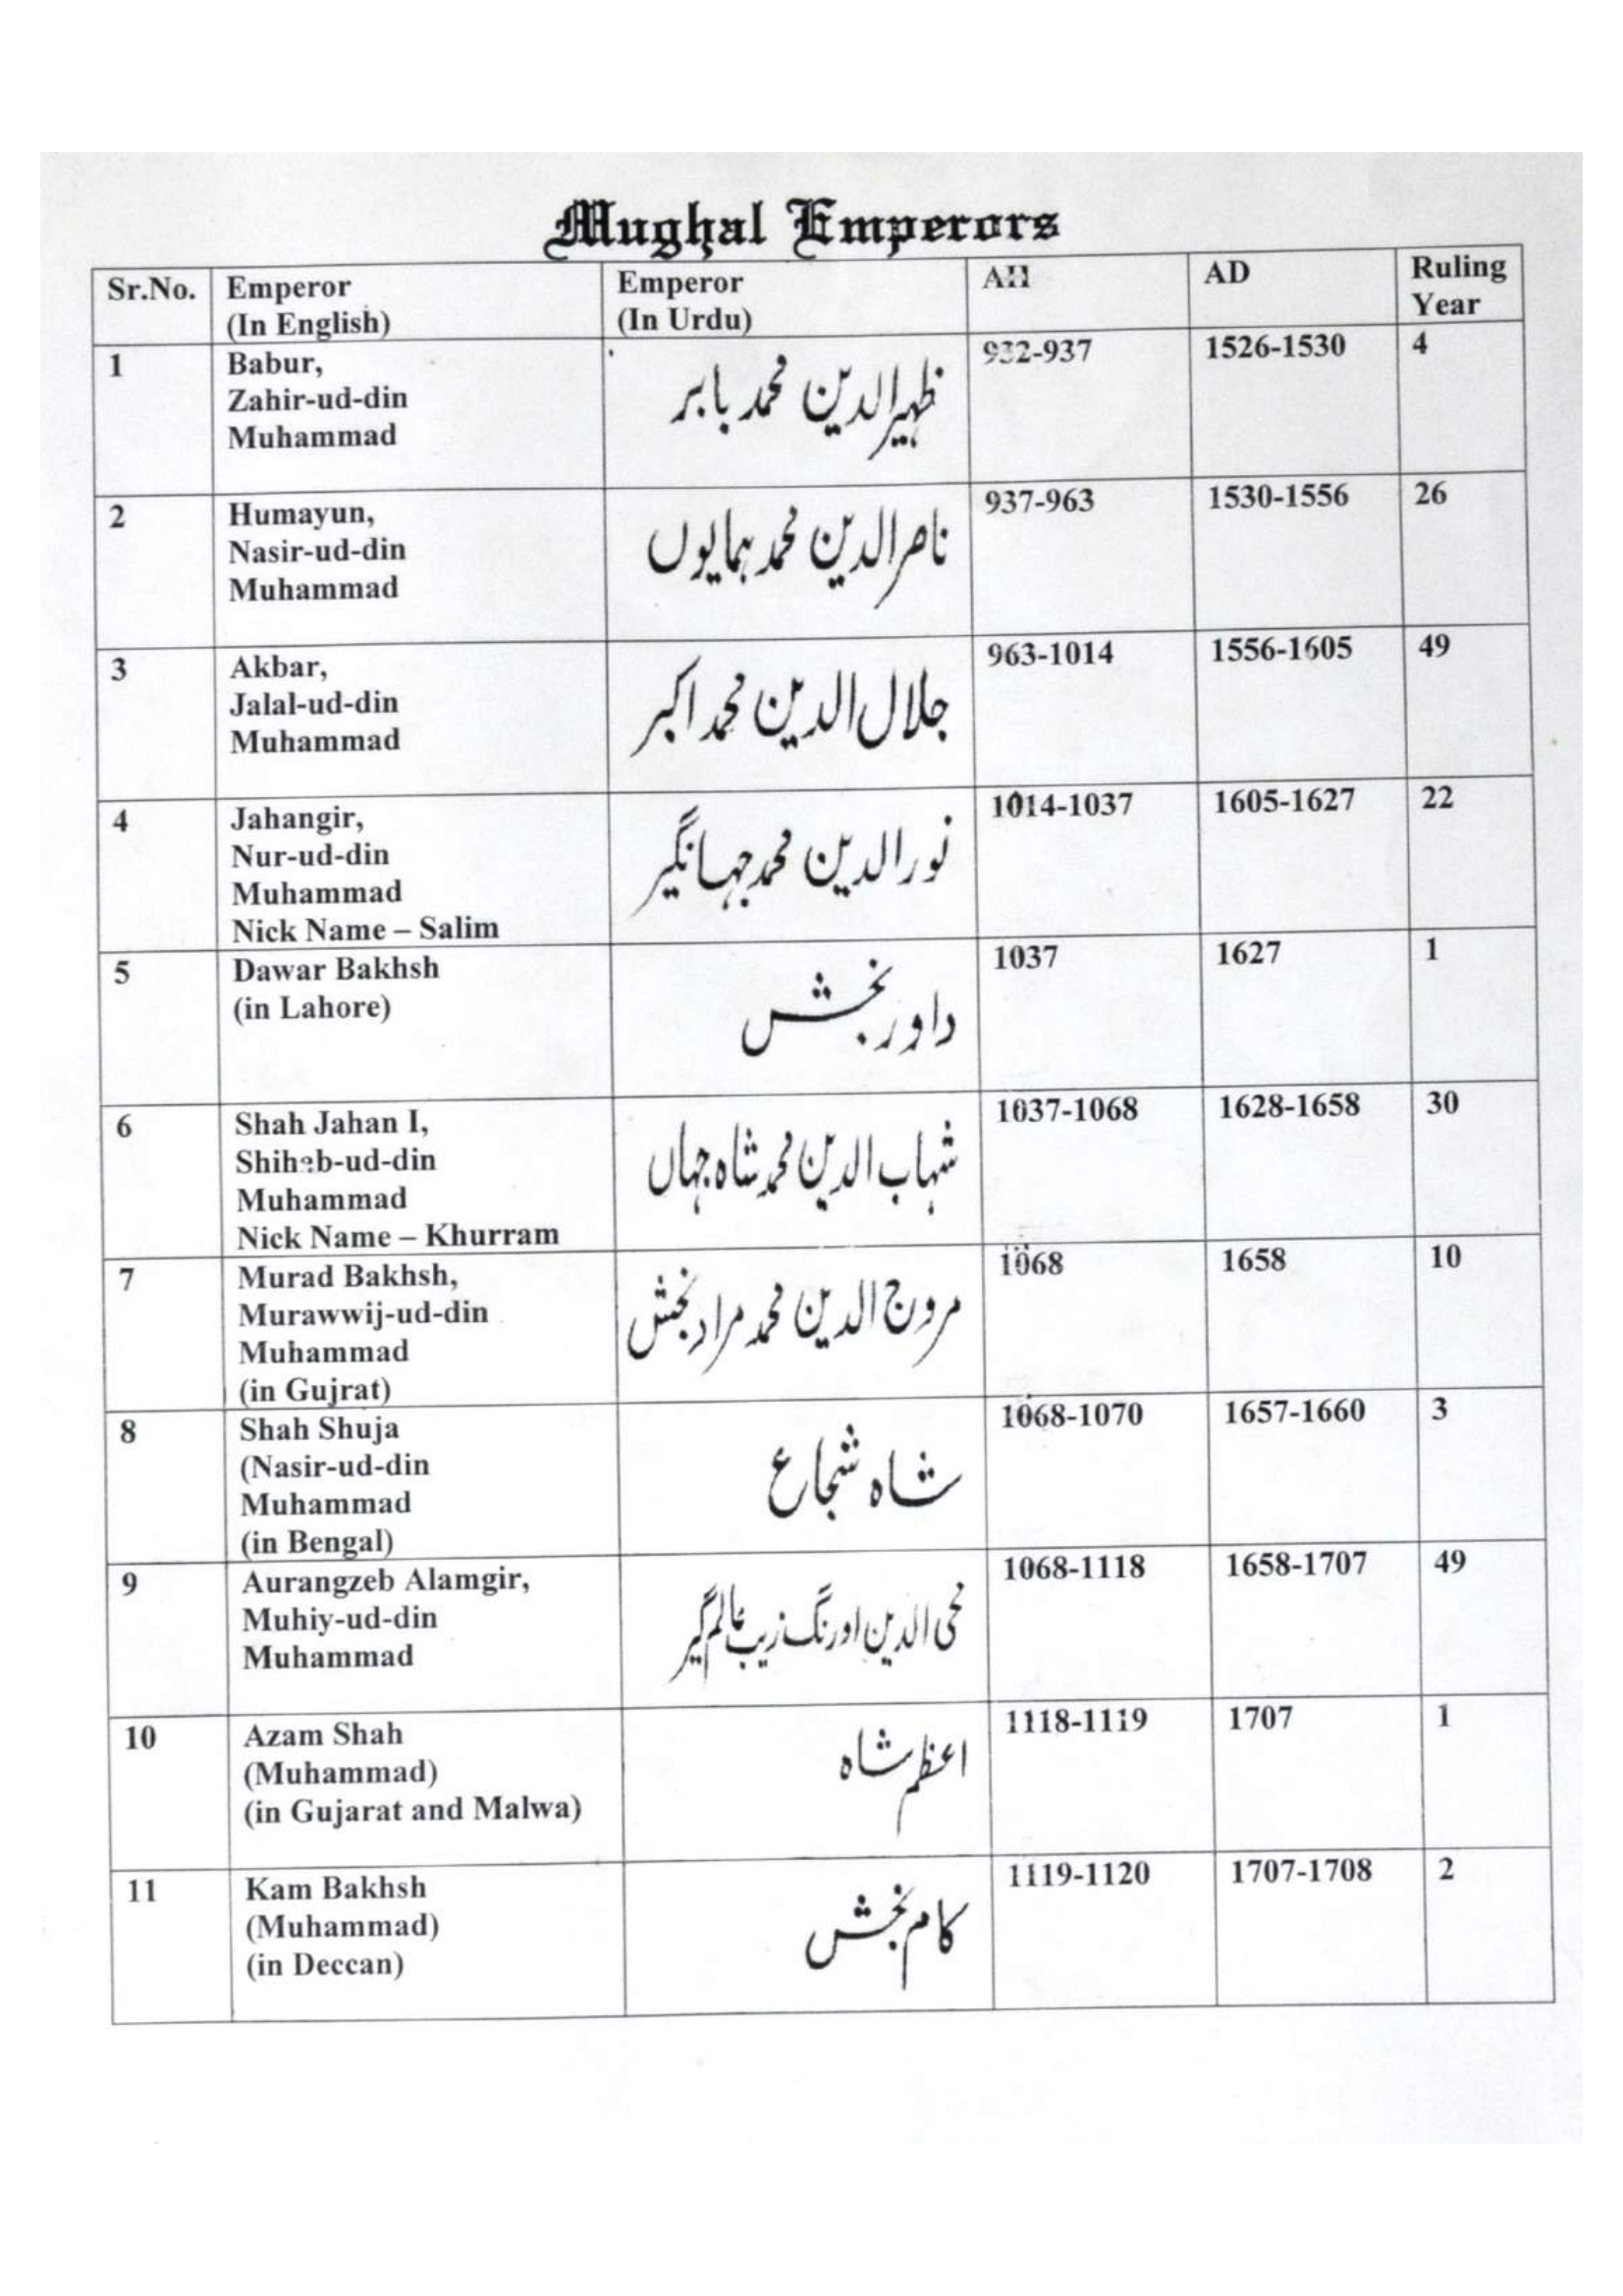 Mughal Emperors
Sr.No. Emperor (In English) Emperor (In Urdu) AH AD Ruling Year
1 Babur, ظہیرالدین محمد بابر 932-937 1526-1530 4
Zahir-ud-din
Muhammad
2 Humayun, ناصرالدین محمد ہمایوں 937-963 1530-1556 26
Nasir-ud-din
Muhammad
3 Akbar, جلال الدین محمد اکبر 963-1014 1556-1605 49
Jalal-ud-din
Muhammad
4 Jahangir, نورالدین محمد جہانگیر 1014-1037 1605-1627 22
Nur-ud-din
Muhammad
Nick Name – Salim
5 Dawar Bakhsh داور بخش 1037 1627 1
(in Lahore)
6 Shah Jahan I, شہاب الدین محمد شاہ جہاں 1037-1068 1628-1658 30
Shihab-ud-din
Muhammad
Nick Name – Khurram
7 Murad Bakhsh, مروج الدین محمد مراد بخش 1068 1658 10
Murawwij-ud-din
Muhammad
(in Gujrat)
8 Shah Shuja شاہ شجاع 1068-1070 1657-1660 3
(Nasir-ud-din
Muhammad
(in Bengal)
9 Aurangzeb Alamgir, محی الدین اورنگ زیب عالمگیر 1068-1118 1658-1707 49
Muhiy-ud-din
Muhammad
10 Azam Shah اعظم شاہ 1118-1119 1707 1
(Muhammad)
(in Gujarat and Malwa)
11 Kam Bakhsh کام بخش 1119-1120 1707-1708 2
(Muhammad)
(in Deccan)